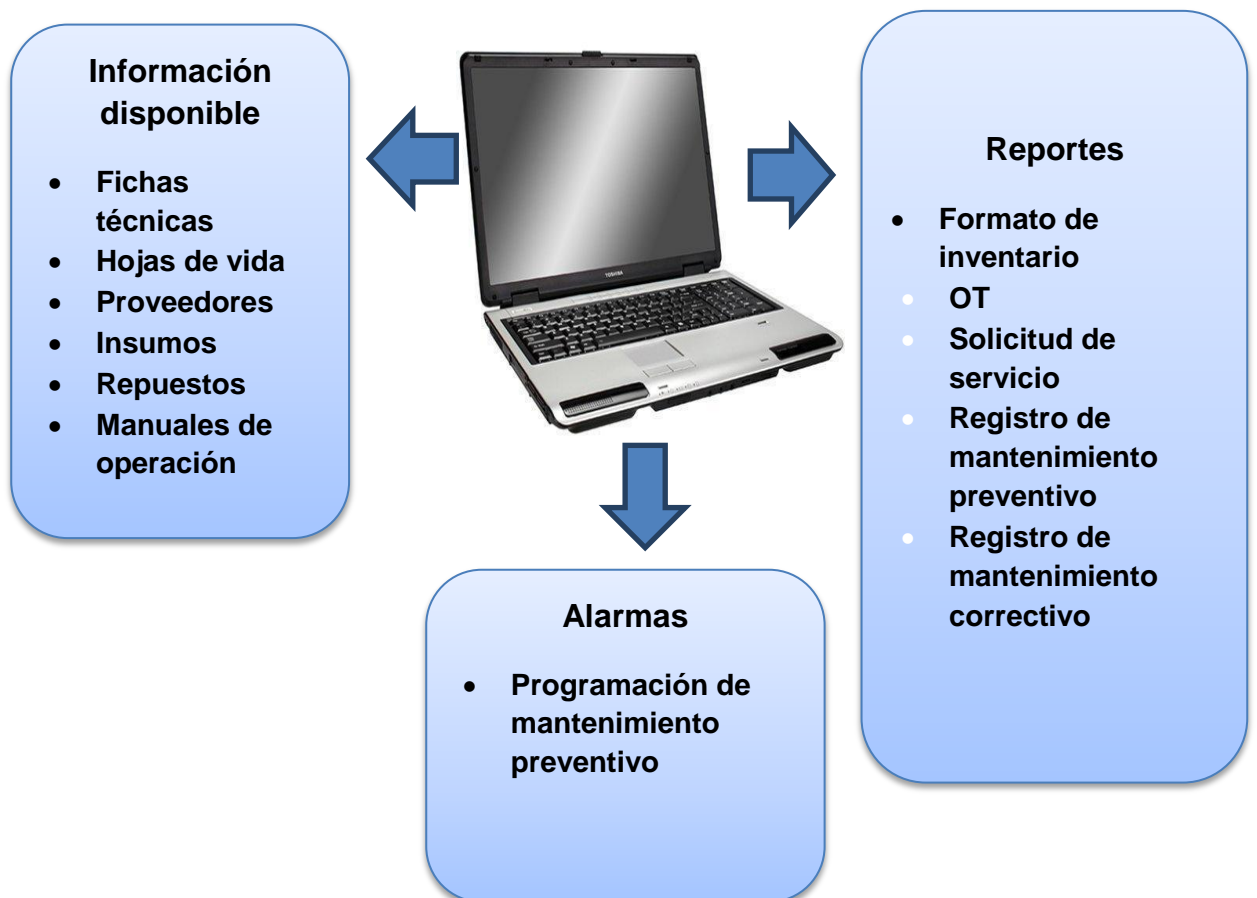 Información
disponible
• Fichas
técnicas
• Hojas de vida
• Proveedores
• Insumos
• Repuestos
• Manuales de
operación
TOSHIBA
Reportes
• Formato de
inventario
• OT
• Solicitud de
servicio
• Registro de
mantenimiento
preventivo
• Registro de
mantenimiento
correctivo
Alarmas
• Programación de
mantenimiento
preventivo